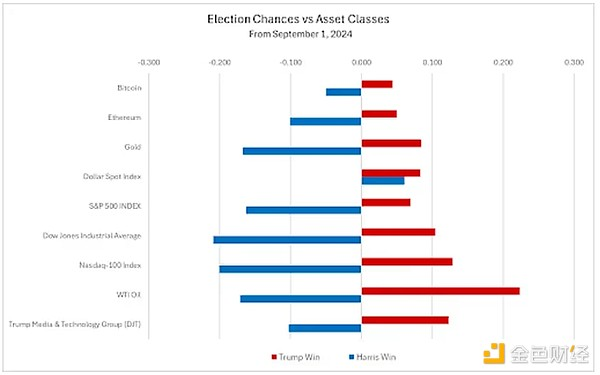 Election Chances vs Asset Classes
From September 1, 2024
-0.300 -0.200 -0.100 0.000 0.100 0.200 0.300
Bitcoin
Ethereum
Gold
Dollar Spot Index
S&P 500 INDEX
Dow Jones Industrial Average
Nasdaq-100 Index
WTI Oil
Trump Media & Technology Group (DJT)
Trump Win Harris Win
金色财经